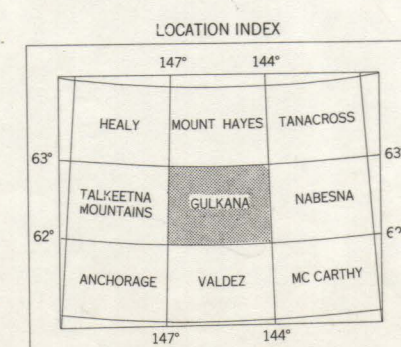 LOCATION INDEX
147° 144°
HEALY MOUNT HAYES TANACROSS
63° 63
TALKEETNA MOUNTAINS GULKANA NABESNA
62° 62
ANCHORAGE VALDEZ MC CARTHY
147° 144°